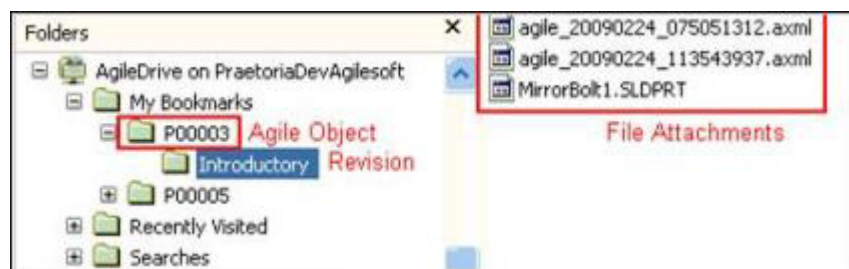 Folders
AgileDrive on PraetoriaDevAgilesoft
My Bookmarks
P00003 Agile Object
Introductory Revision
P00005
Recently Visited
Searches
agile_20090224_075051312.axml
agile_20090224_113543937.axml
MirrorBolt1.SLDPRT
File Attachments